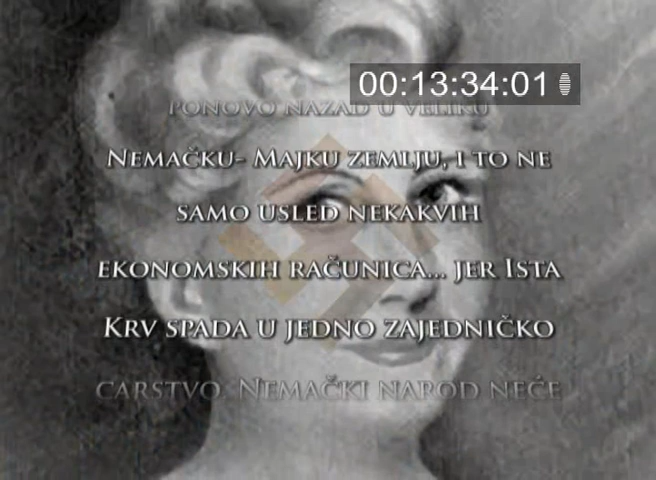 00:13:34:01
ponovo nazad u veliku
Nemačku- Majku zemlju, i to ne
samo usled nekakvih
ekonomskih računica... jer Ista
Krv spada u jedno zajedničko
carstvo. Nemački narod neće